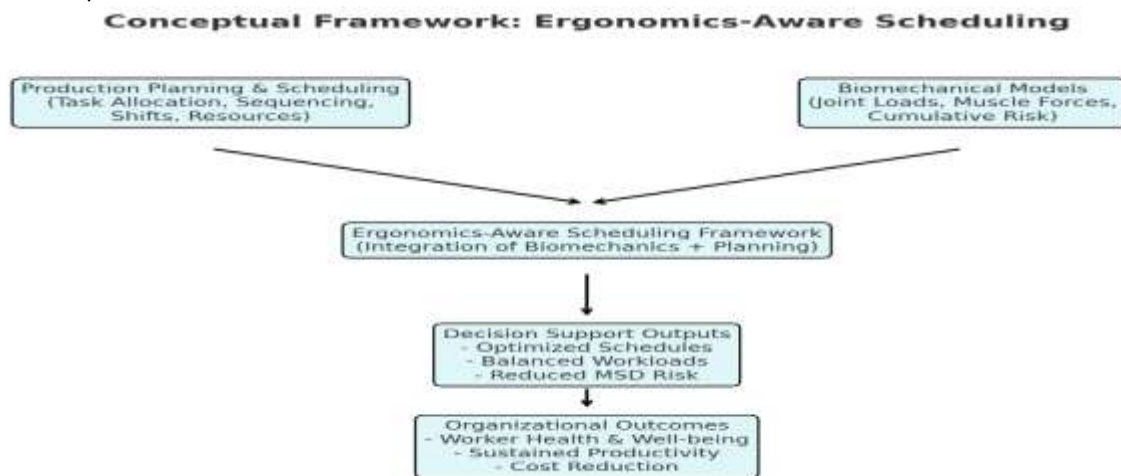 Conceptual Framework: Ergonomics-Aware Scheduling
Production Planning & Scheduling
(Task Allocation, Sequencing,
Shifts, Resources)
Biomechanical Models
(Joint Loads, Muscle Forces,
Cumulative Risk)
Ergonomics-Aware Scheduling Framework
(Integration of Biomechanics + Planning)
Decision Support Outputs
- Optimized Schedules
- Balanced Workloads
- Reduced MSD Risk
Organizational Outcomes
- Worker Health & Well-being
- Sustained Productivity
- Cost Reduction